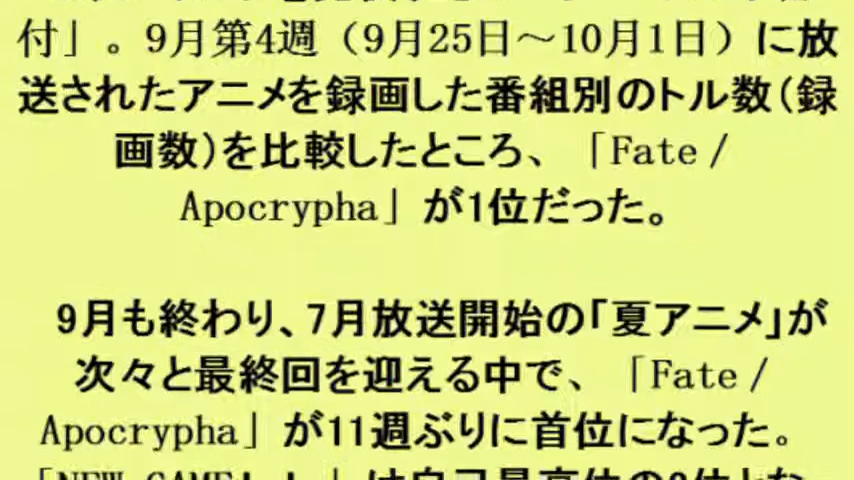 付」。9月第4週（9月25日～10月1日）に放
送されたアニメを録画した番組別のトル数（録
画数）を比較したところ、「Fate／
Apocrypha」が1位だった。
9月も終わり、7月放送開始の「夏アニメ」が
次々と最終回を迎える中で、「Fate／
Apocrypha」が11週ぶりに首位になった。